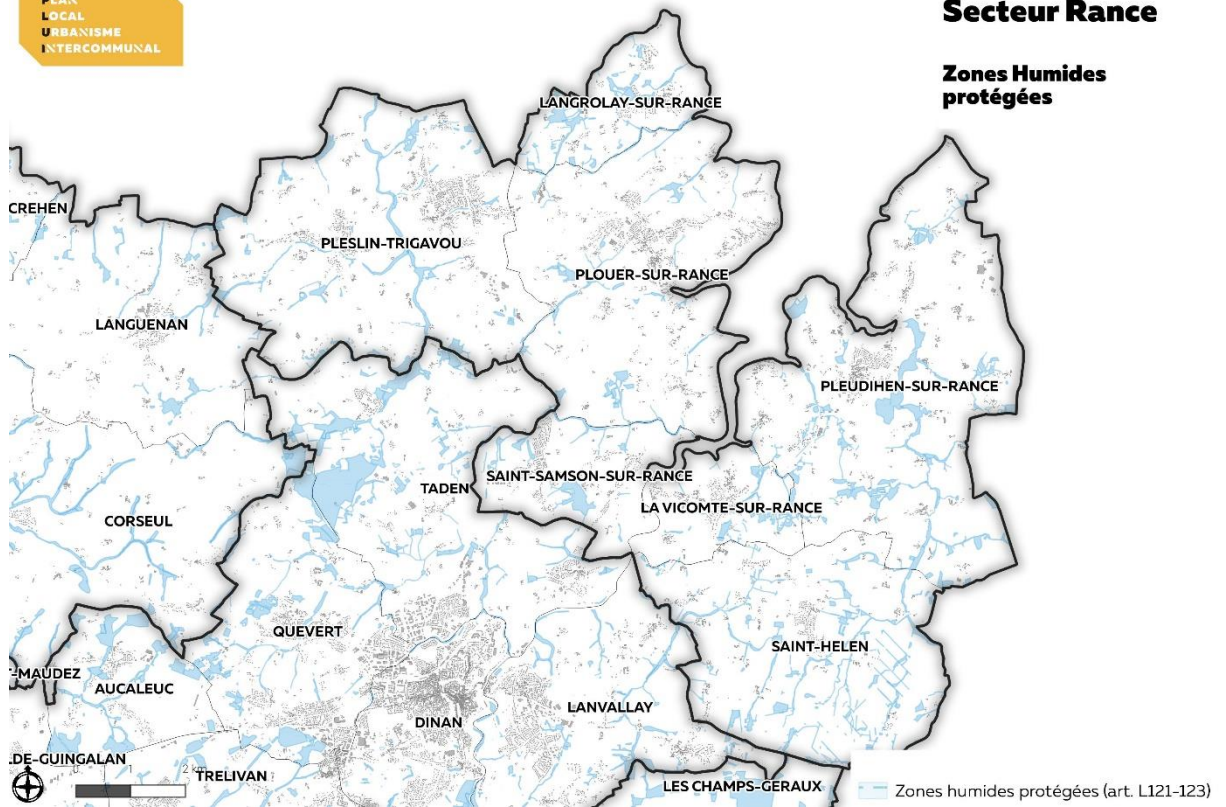 PLAN
LOCAL
URBANISME
INTERCOMMUNAL
Secteur Rance
Zones Humides
protégées
LANGROLAY-SUR-RANCE
CREHEN
PLESLIN-TRIGAVOU
PLOUER-SUR-RANCE
LANGUENAN
PLEUDIHEN-SUR-RANCE
SAINT-SAMSON-SUR-RANCE
TADEN
LA VICOMTE-SUR-RANCE
CORSEUL
QUEVERT
SAINT-HELEN
T-MAUDEZ
AUCALEUC
LANVALLAY
DINAN
LDE-GUINGALAN
0 1 2 km
TRELIVAN
LES CHAMPS-GERAUX
Zones humides protégées (art. L121-123)